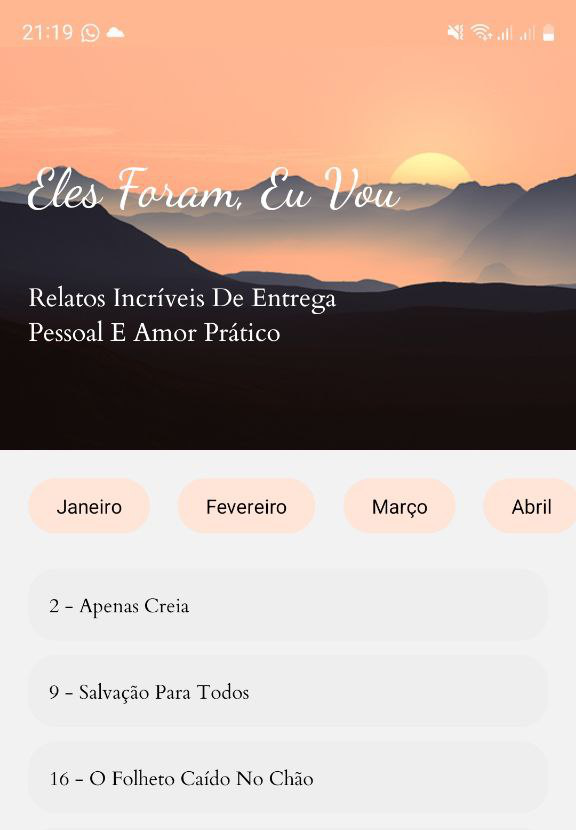 21:19
Eles Foram, Eu Vou
Relatos Incríveis De Entrega
Pessoal E Amor Prático
Janeiro
Fevereiro
Março
Abril
2 - Apenas Creia
9 - Salvação Para Todos
16 - O Folheto Caído No Chão